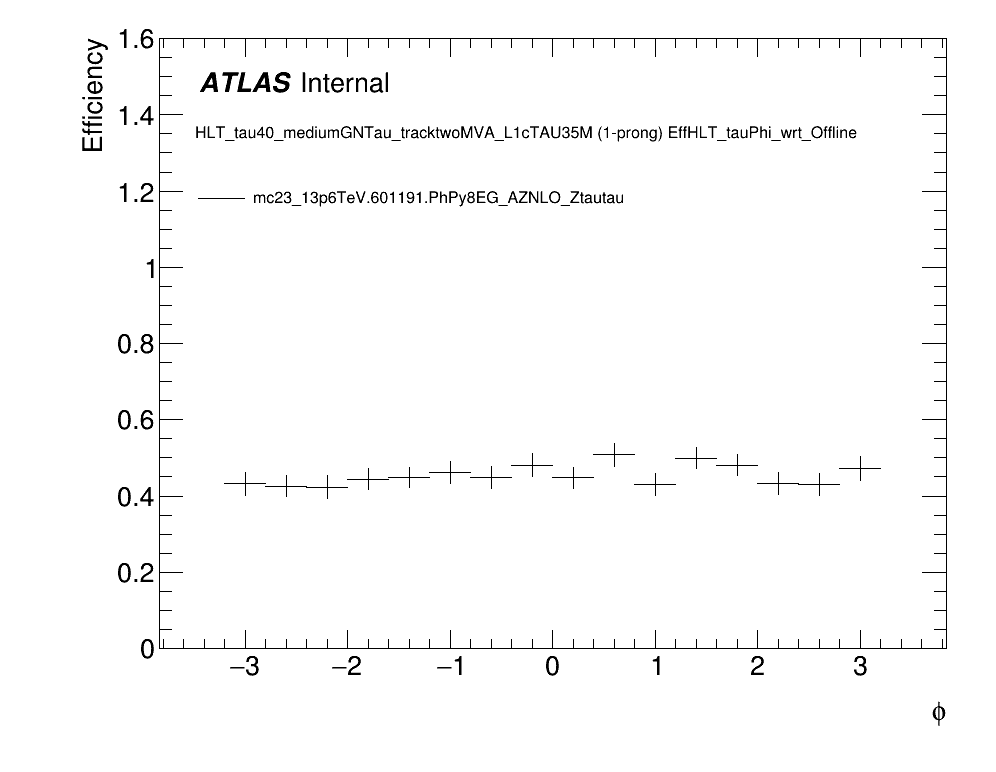 Efficiency
1.6
1.4
1.2
1
0.8
0.6
0.4
0.2
0
ATLAS Internal
HLT_tau40_mediumGNTau_tracktwoMVA_L1cTAU35M (1-prong) EffHLT_tauPhi_wrt_Offline
mc23_13p6TeV.601191.PhPy8EG_AZNLO_Ztautau
−3 −2 −1 0 1 2 3
ϕ